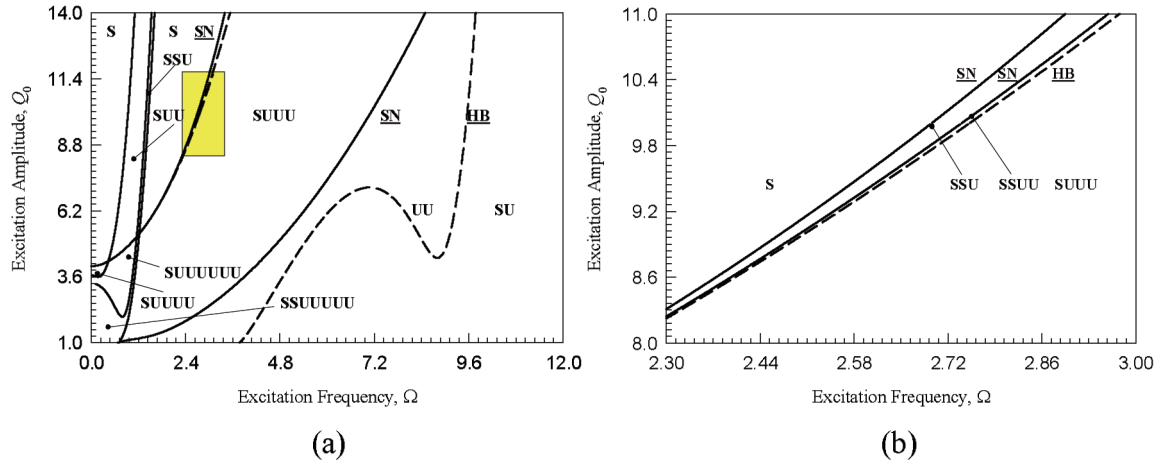 14.0
11.4
8.8
6.2
3.6
1.0
Excitation Amplitude, Q0
S
S
SN
SSU
SUU
SUUU
SN
HB
UU
SU
SUUUUUU
SUUUU
SSUUUUU
0.0 2.4 4.8 7.2 9.6 12.0
Excitation Frequency, Ω
(a)
11.0
10.4
9.8
9.2
8.6
8.0
Excitation Amplitude, Q0
SN SN HB
S
SSU SSUU SUUU
2.30 2.44 2.58 2.72 2.86 3.00
Excitation Frequency, Ω
(b)